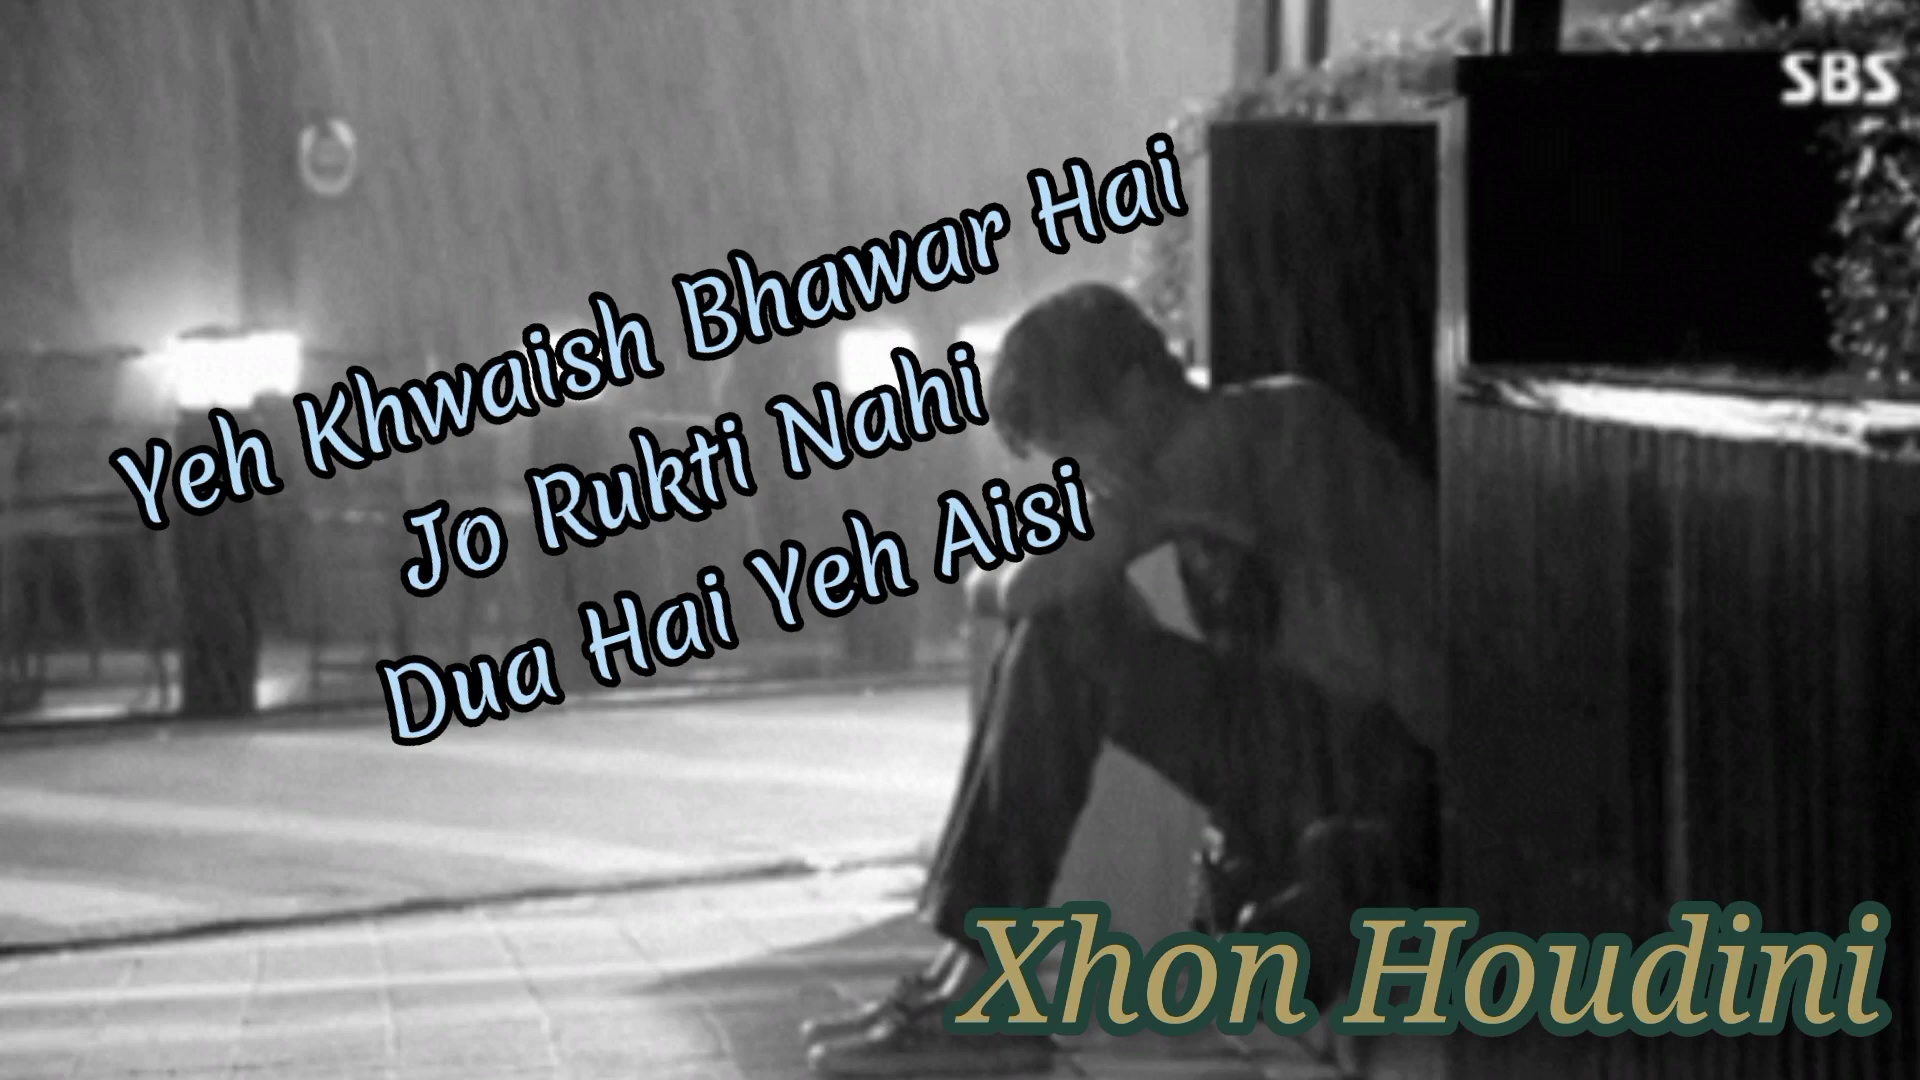 SBS
Yeh Khwaish Bhawar Hai
Jo Rukti Nahi
Dua Hai Yeh Aisi
Xhon Houdini